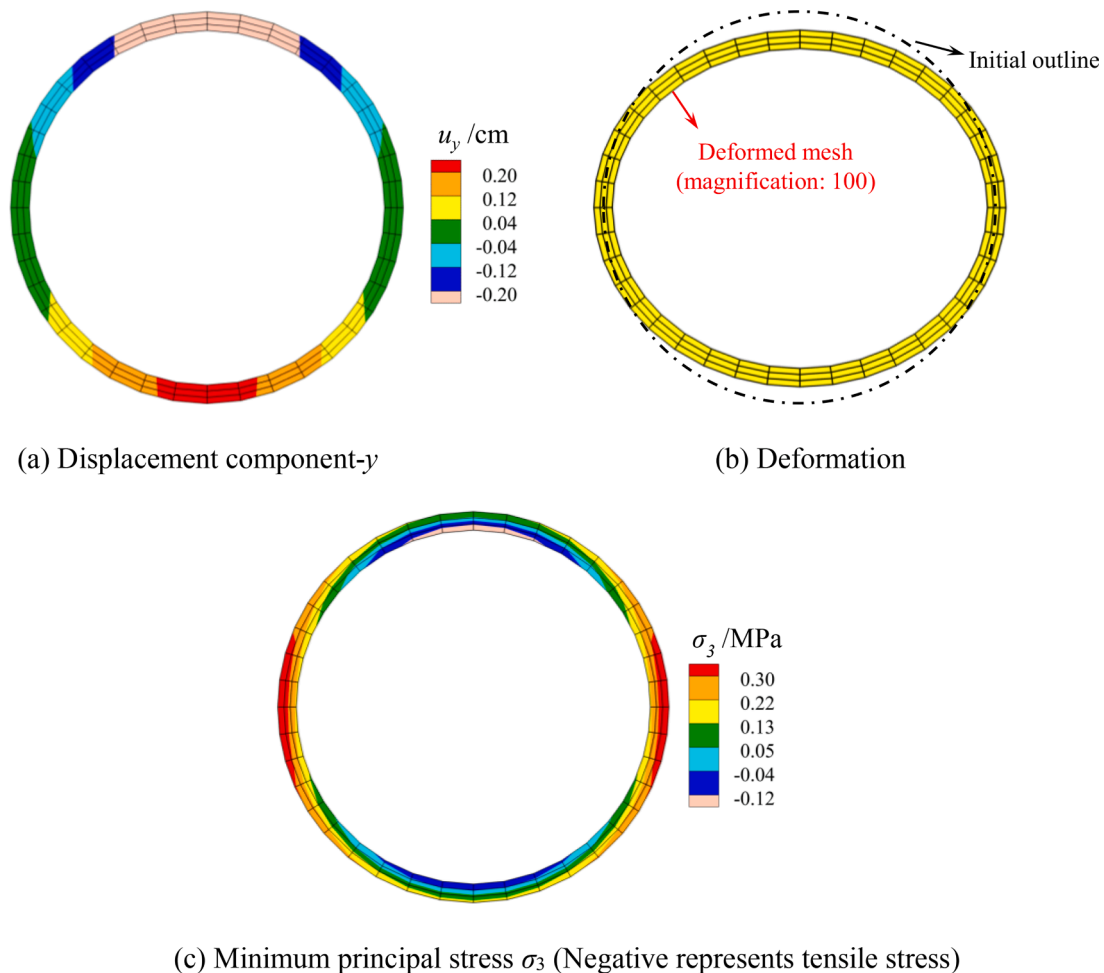 Initial outline
Deformed mesh
(magnification: 100)
u_y /cm
0.20
0.12
0.04
-0.04
-0.12
-0.20
(a) Displacement component-y
(b) Deformation
σ_3 /MPa
0.30
0.22
0.13
0.05
-0.04
-0.12
(c) Minimum principal stress σ_3 (Negative represents tensile stress)